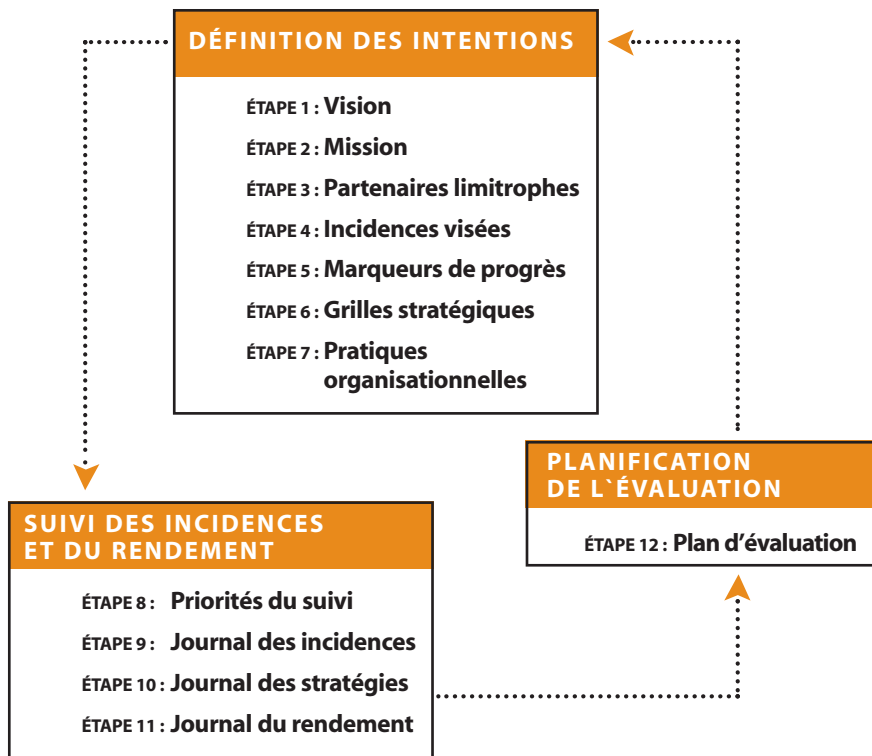 DÉFINITION DES INTENTIONS
ÉTAPE 1 : Vision
ÉTAPE 2 : Mission
ÉTAPE 3 : Partenaires limitrophes
ÉTAPE 4 : Incidences visées
ÉTAPE 5 : Marqueurs de progrès
ÉTAPE 6 : Grilles stratégiques
ÉTAPE 7 : Pratiques
organisationnelles
SUIVI DES INCIDENCES
ET DU RENDEMENT
ÉTAPE 8 : Priorités du suivi
ÉTAPE 9 : Journal des incidences
ÉTAPE 10 : Journal des stratégies
ÉTAPE 11 : Journal du rendement
PLANIFICATION
DE L`ÉVALUATION
ÉTAPE 12 : Plan d’évaluation